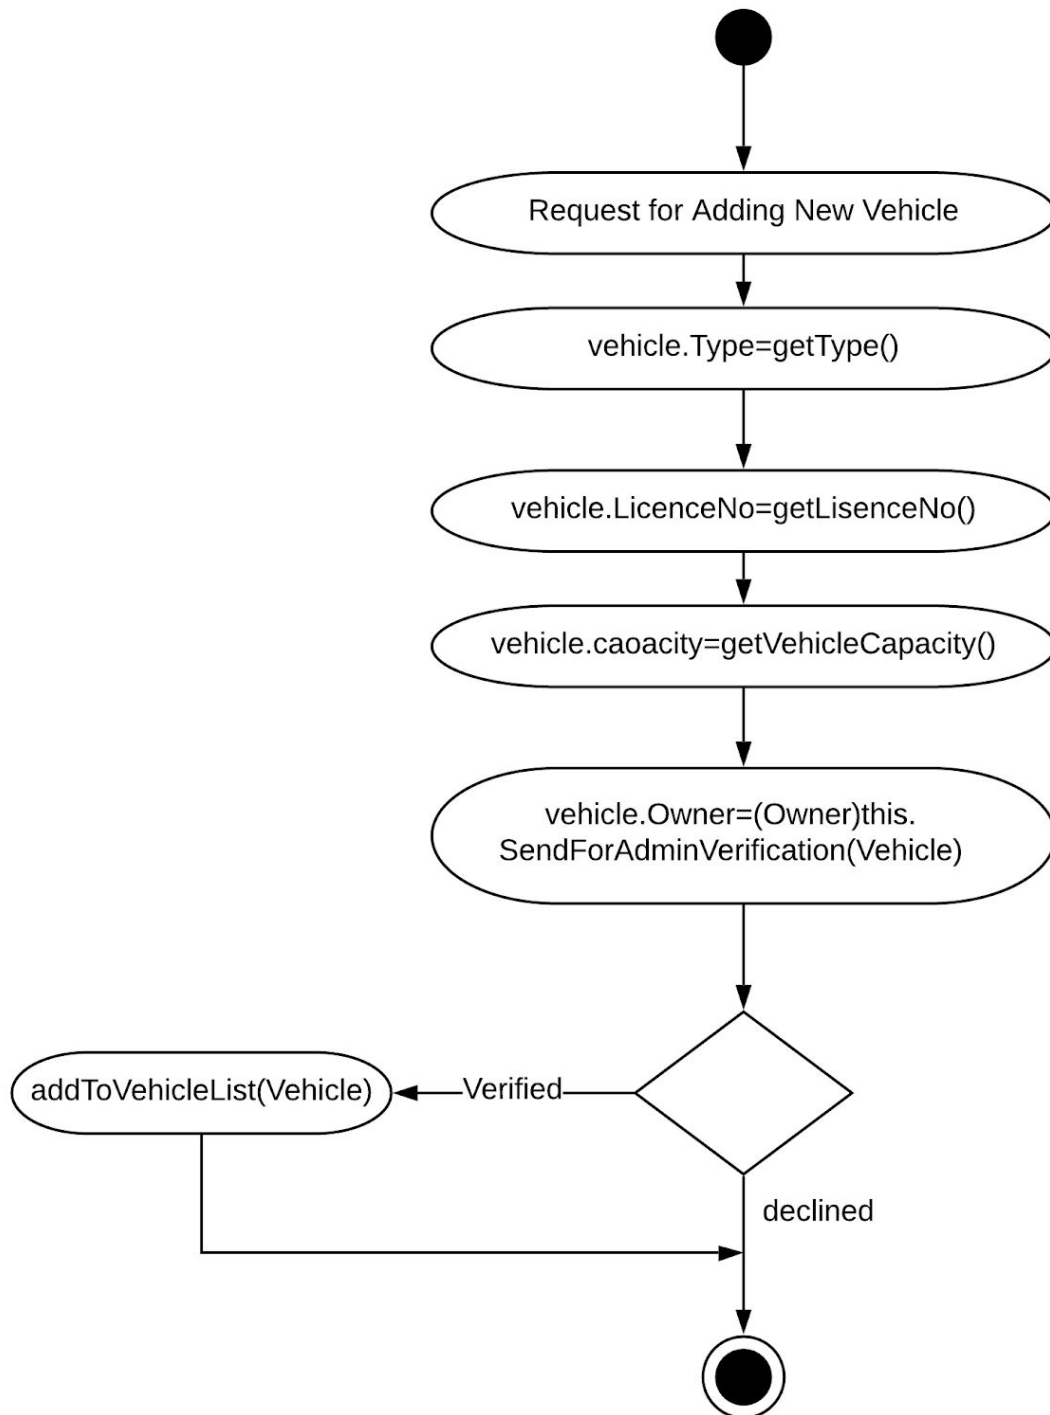 Request for Adding New Vehicle
vehicle.Type=getType()
vehicle.LicenceNo=getLisenceNo()
vehicle.caoacity=getVehicleCapacity()
vehicle.Owner=(Owner)this.
SendForAdminVerification(Vehicle)
addToVehicleList(Vehicle)
Verified
declined